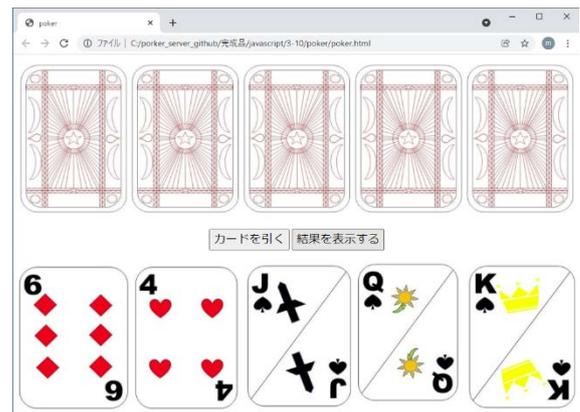 poker
ファイル | C:/porker_server_github/完成品/javascript/3-10/poker/poker.html
カードを引く 結果を表示する
6 4 J Q K
6 4 J Q K